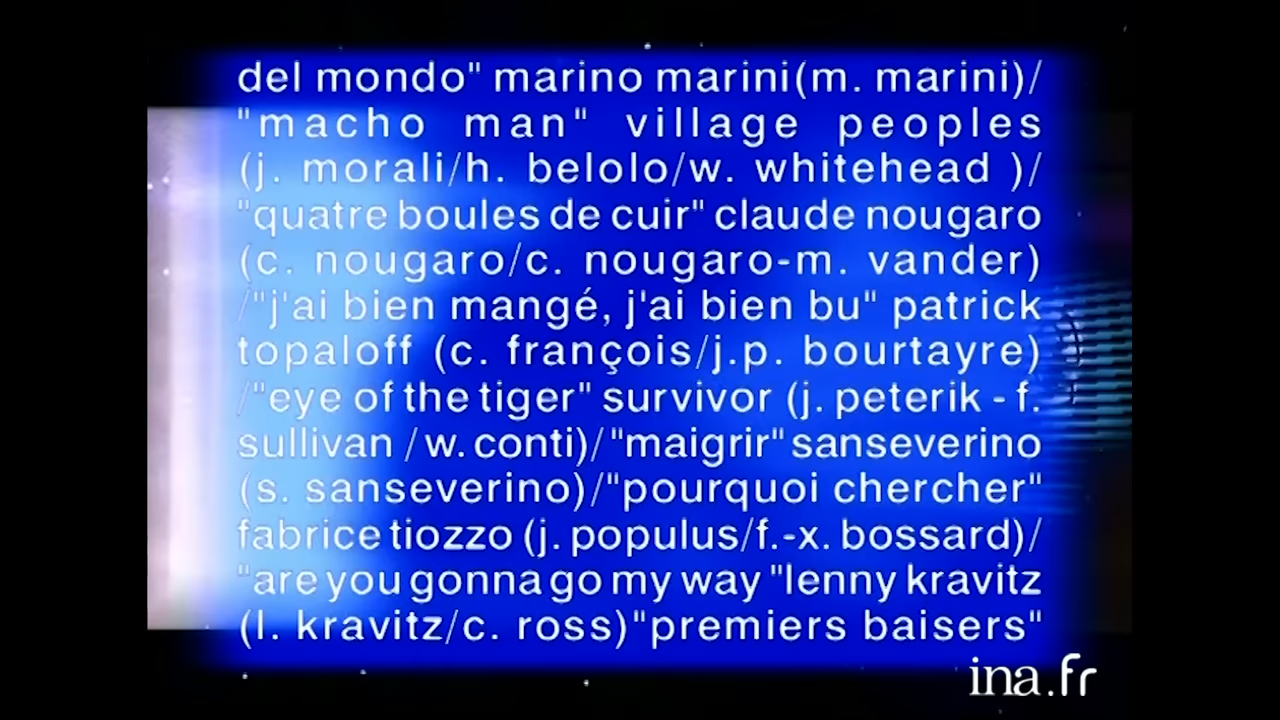 del mondo" marino marini(m. marini)/
"macho man" village peoples
(j. morali/h. belolo/w. whitehead )/
"quatre boules de cuir" claude nougaro
(c. nougaro/c. nougaro-m. vander)
/"j'ai bien mangé, j'ai bien bu" patrick
topaloff (c. françois/j.p. bourtayre)
/"eye of the tiger" survivor (j. peterik - f.
sullivan / w. conti)/"maigrir" sanseverino
(s. sanseverino)/"pourquoi chercher"
fabrice tiozzo (j. populus/f.-x. bossard)/
"are you gonna go my way "lenny kravitz
(l. kravitz/c. ross)"premiers baisers"
ina.fr